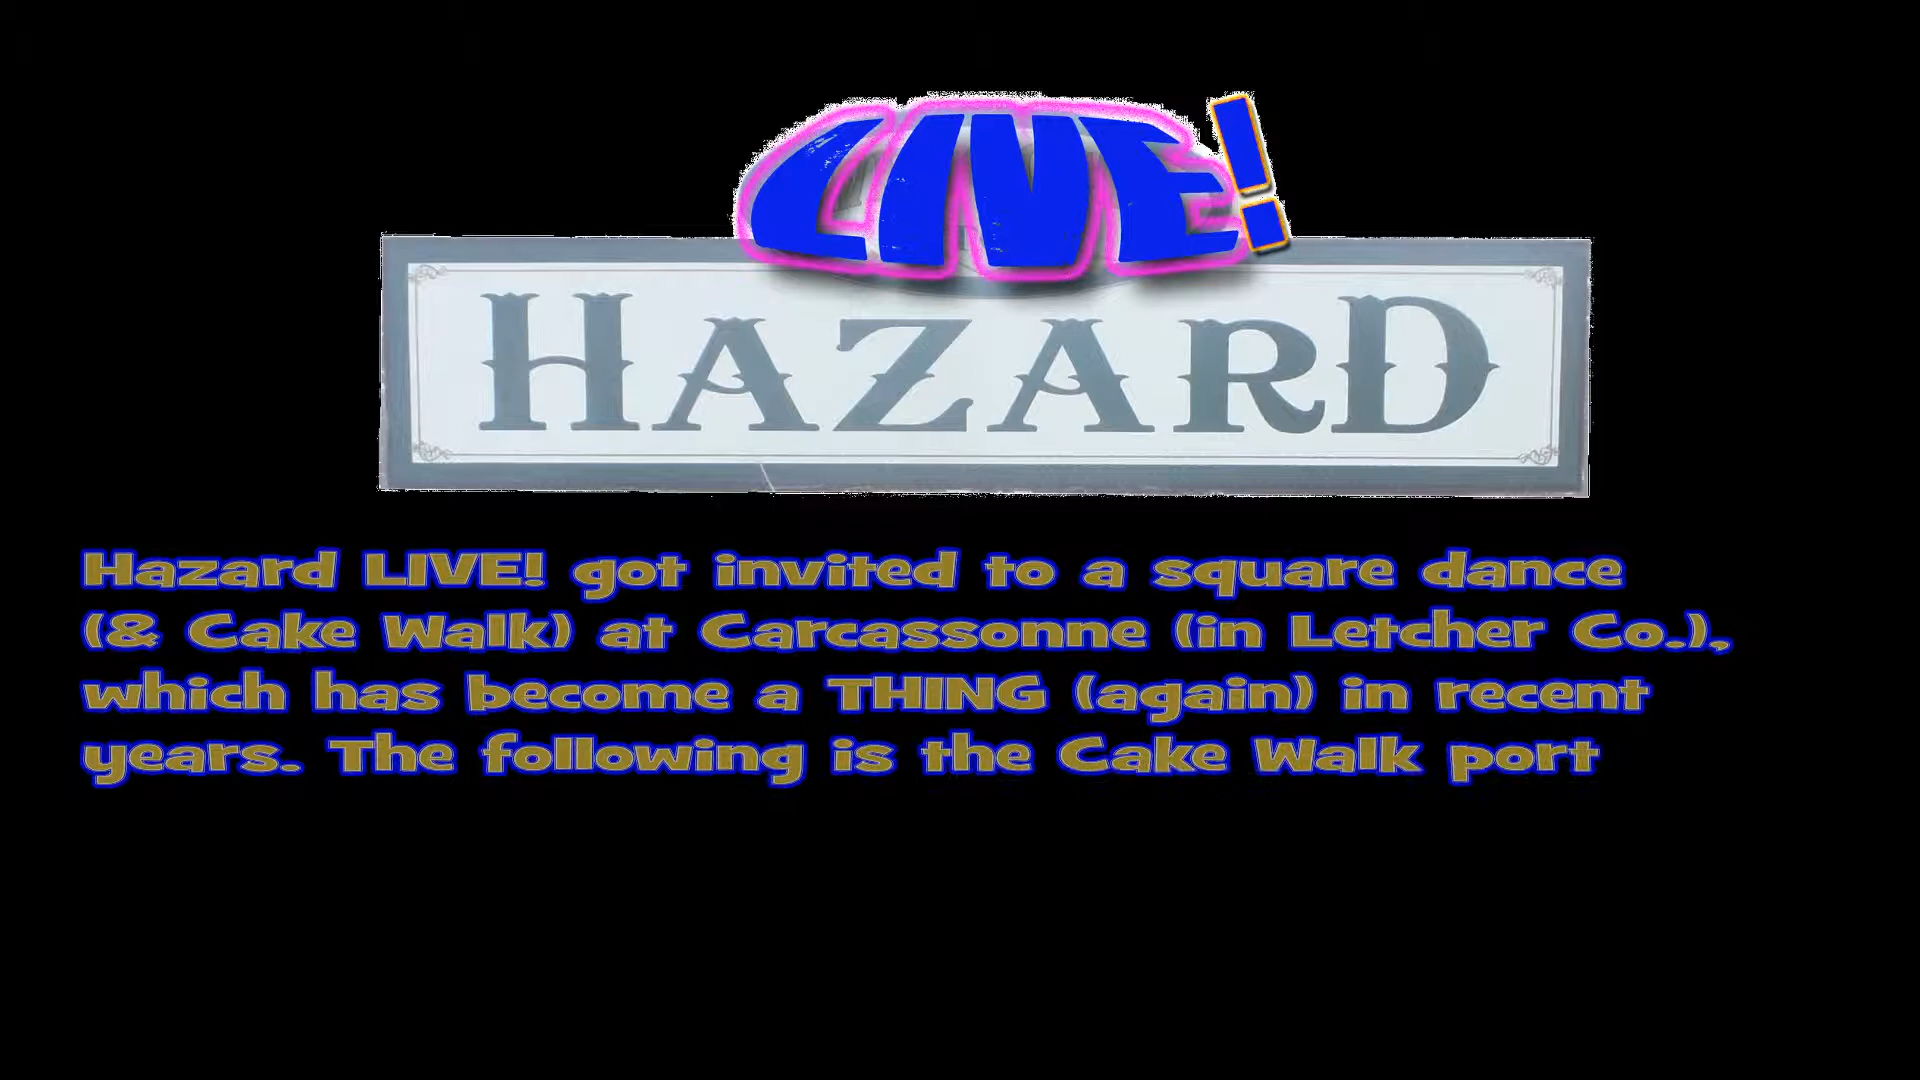 LIVE!
HAZARD
Hazard LIVE! got invited to a square dance
(& Cake Walk) at Carcassonne (in Letcher Co.),
which has become a THING (again) in recent
years. The following is the Cake Walk port